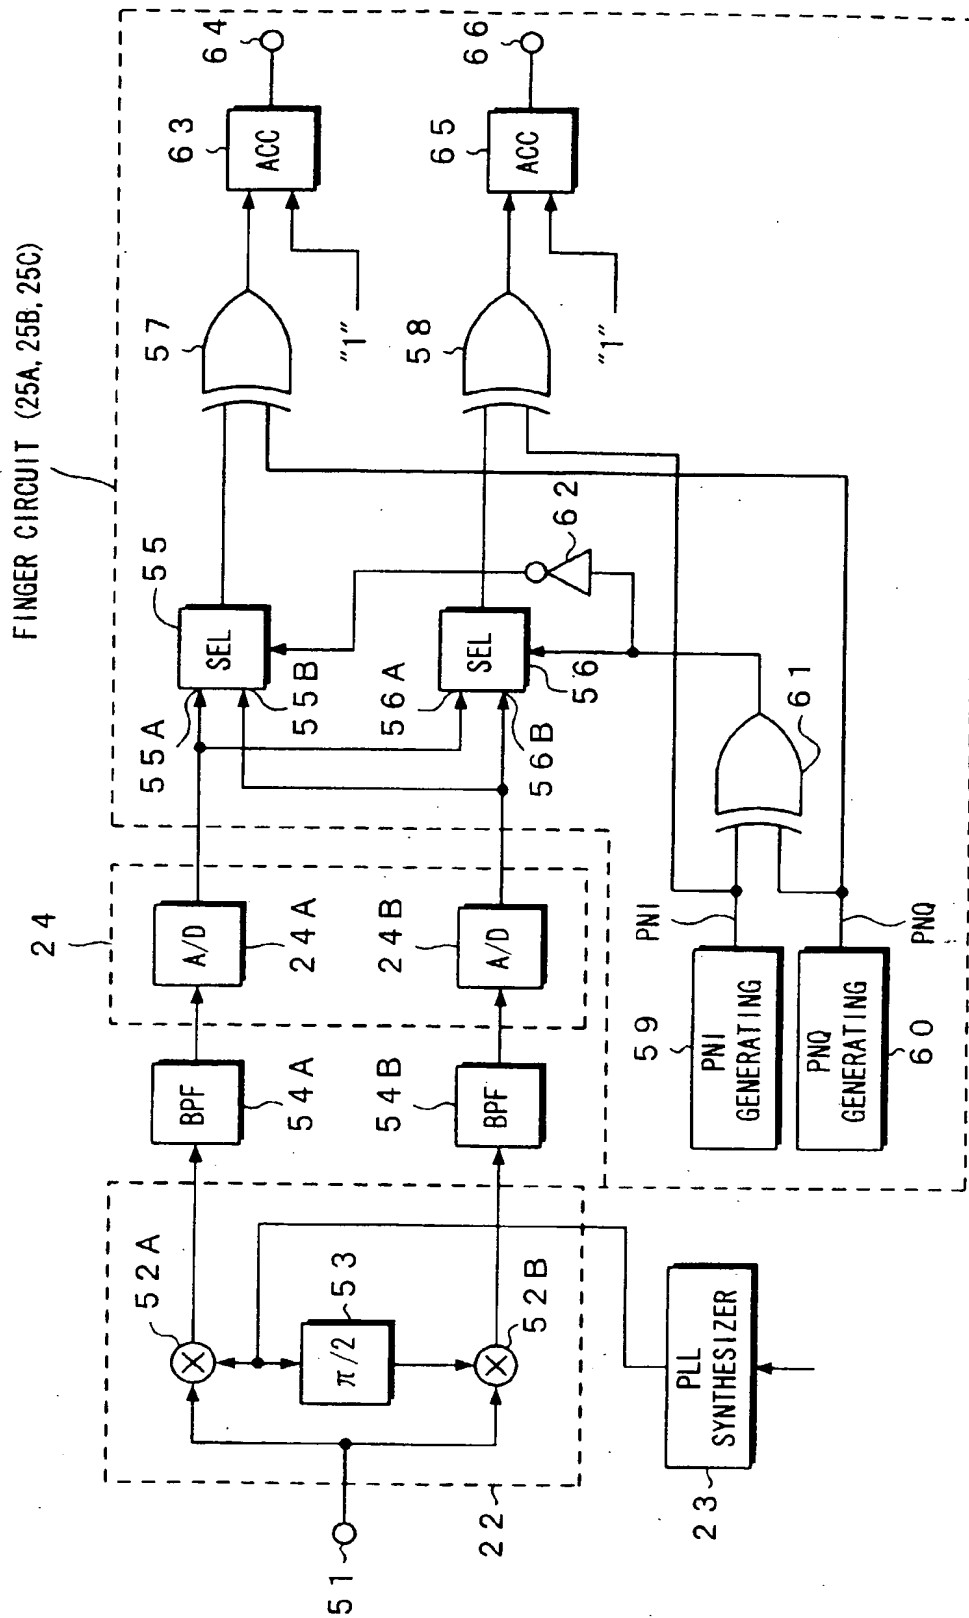 FINGER CIRCUIT (25A, 25B, 25C)
51
22
52A
π/2
53
52B
PLL
SYNTHESIZER
23
BPF
54A
BPF
54B
24
A/D
24A
A/D
24B
55
SEL
55A
55B
SEL
56A
56B
56
57
58
59
PNI
GENERATING
PNI
60
PNQ
GENERATING
PNQ
61
62
63
ACC
"1"
64
65
ACC
"1"
66